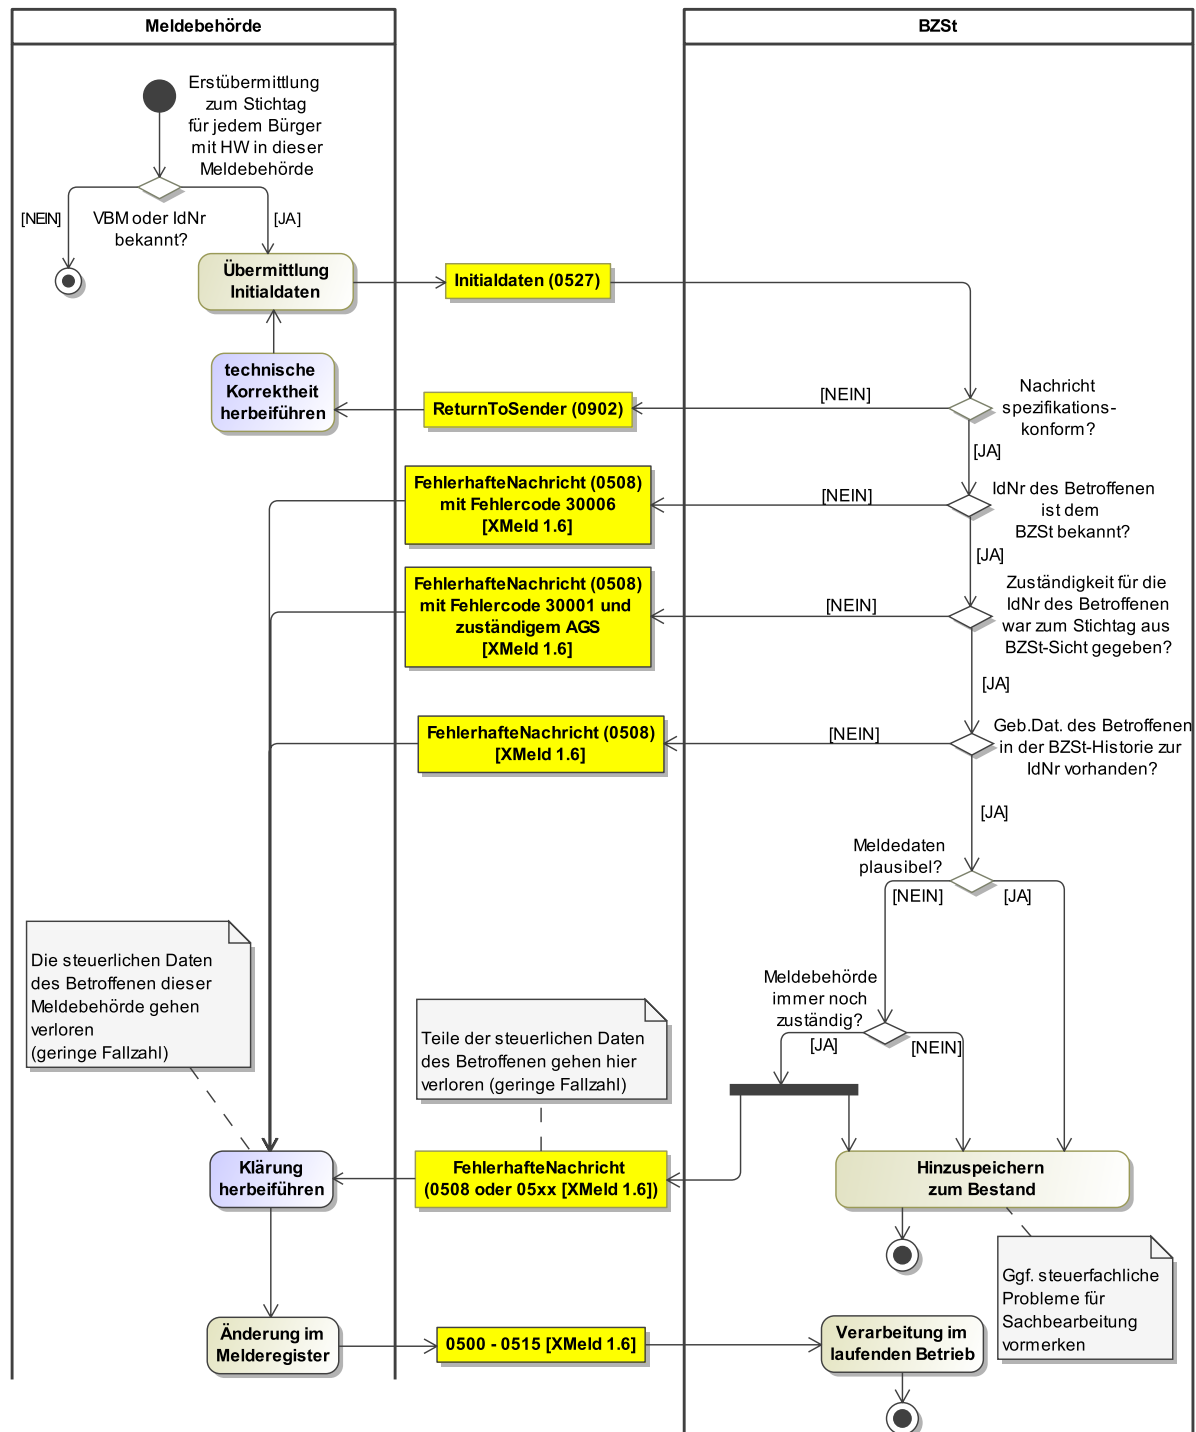 Meldebehörde
BZSt
Erstübermittlung
zum Stichtag
für jedem Bürger
mit HW in dieser
Meldebehörde
[NEIN]
VBM oder IdNr
bekannt?
[JA]
Übermittlung
Initialdaten
Initialdaten (0527)
technische
Korrektheit
herbeiführen
ReturnToSender (0902)
[NEIN]
Nachricht
spezifikations-
konform?
[JA]
FehlerhafteNachricht (0508)
mit Fehlercode 30006
[XMeld 1.6]
[NEIN]
IdNr des Betroffenen
ist dem
BZSt bekannt?
[JA]
FehlerhafteNachricht (0508)
mit Fehlercode 30001 und
zuständigem AGS
[XMeld 1.6]
[NEIN]
Zuständigkeit für die
IdNr des Betroffenen
war zum Stichtag aus
BZSt-Sicht gegeben?
[JA]
FehlerhafteNachricht (0508)
[XMeld 1.6]
[NEIN]
Geb.Dat. des Betroffenen
in der BZSt-Historie zur
IdNr vorhanden?
[JA]
Meldedaten
plausibel?
[NEIN]
[JA]
Die steuerlichen Daten
des Betroffenen dieser
Meldebehörde gehen
verloren
(geringe Fallzahl)
Teile der steuerlichen Daten
des Betroffenen gehen hier
verloren (geringe Fallzahl)
Meldebehörde
immer noch
zuständig?
[JA]
[NEIN]
Klärung
herbeiführen
FehlerhafteNachricht
(0508 oder 05xx [XMeld 1.6])
Hinzuspeichern
zum Bestand
Ggf. steuerfachliche
Probleme für
Sachbearbeitung
vormerken
Änderung im
Melderegister
0500 - 0515 [XMeld 1.6]
Verarbeitung im
laufenden Betrieb